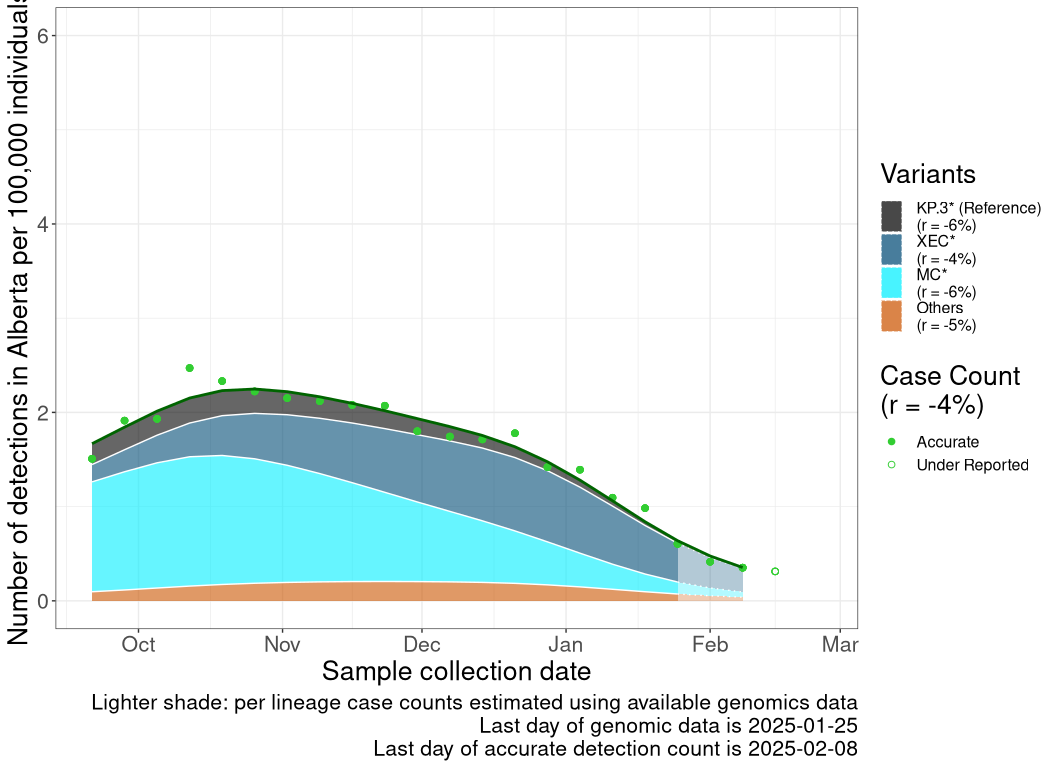 Number of detections in Alberta per 100,000 individuals
6
4
2
0
Oct Nov Dec Jan Feb Mar
Sample collection date
Lighter shade: per lineage case counts estimated using available genomics data
Last day of genomic data is 2025-01-25
Last day of accurate detection count is 2025-02-08
Variants
KP.3* (Reference)
(r = -6%)
XEC*
(r = -4%)
MC*
(r = -6%)
Others
(r = -5%)
Case Count
(r = -4%)
Accurate
Under Reported